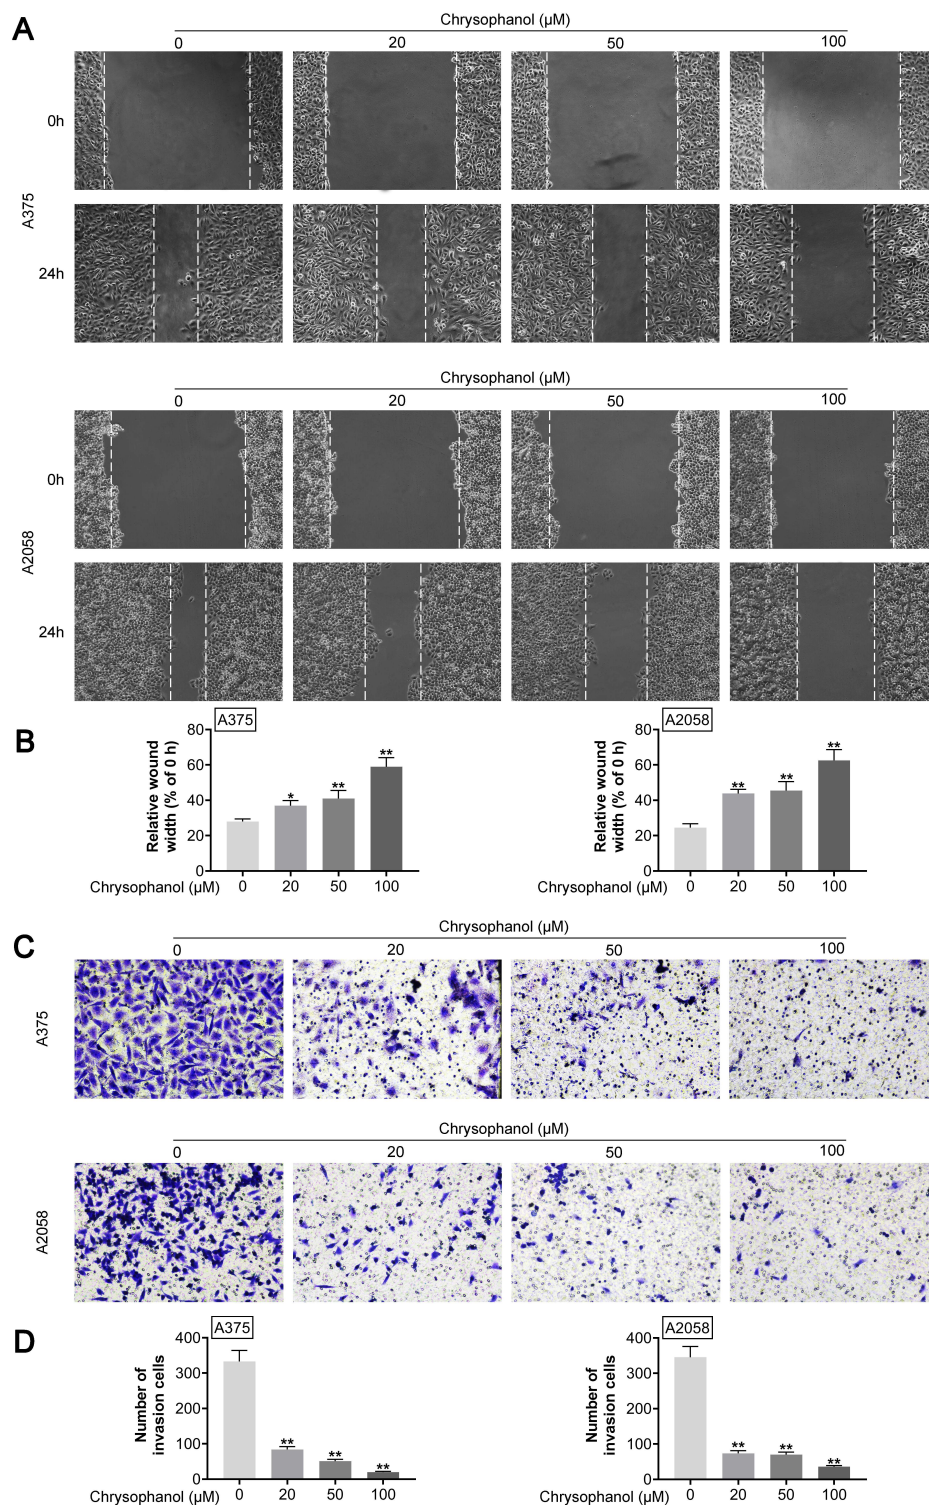 A
Chrysophanol (µM)
0 20 50 100
0h
A375
24h
Chrysophanol (µM)
0 20 50 100
0h
A2058
24h
B
A375
Relative wound
width (% of 0 h)
80
60
40
20
0
* ** **
Chrysophanol (µM) 0 20 50 100
A2058
Relative wound
width (% of 0 h)
80
60
40
20
0
** ** **
Chrysophanol (µM) 0 20 50 100
C
Chrysophanol (µM)
0 20 50 100
A375
Chrysophanol (µM)
0 20 50 100
A2058
D
A375
Number of
invasion cells
400
300
200
100
0
** ** **
Chrysophanol (µM) 0 20 50 100
A2058
Number of
invasion cells
400
300
200
100
0
** ** **
Chrysophanol (µM) 0 20 50 100